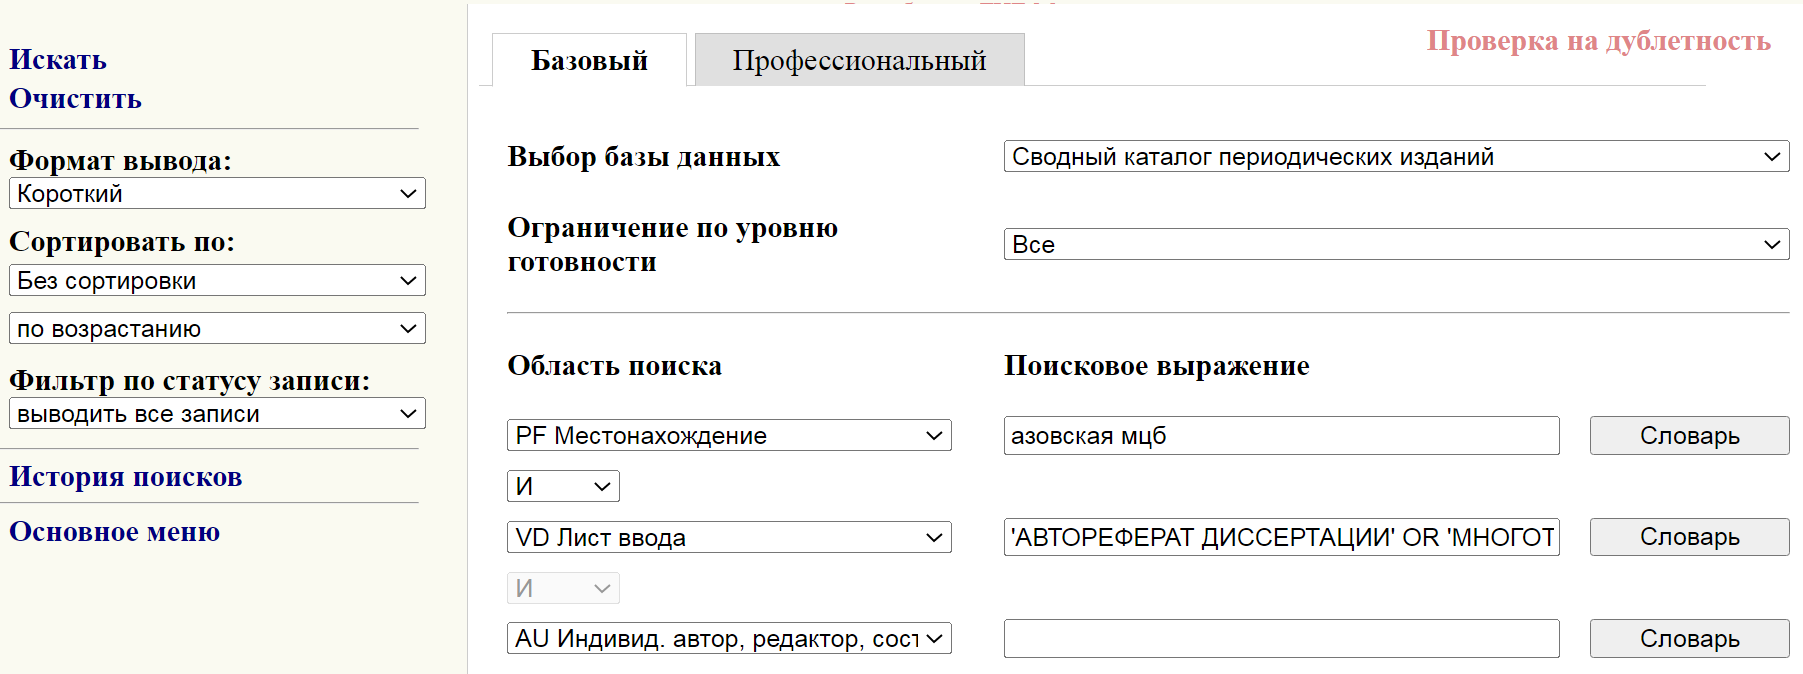 Искать
Очистить
Формат вывода:
Короткий
Сортировать по:
Без сортировки
по возрастанию
Фильтр по статусу записи:
выводить все записи
История поисков
Основное меню
Базовый
Профессиональный
Проверка на дублетность
Выбор базы данных
Сводный каталог периодических изданий
Ограничение по уровню
готовности
Все
Область поиска
Поисковое выражение
PF Местонахождение
азовская мцб
Словарь
И
VD Лист ввода
'АВТОРЕФЕРАТ ДИССЕРТАЦИИ' OR 'МНОГОТ
Словарь
И
AU Индивид. автор, редактор, сост
Словарь